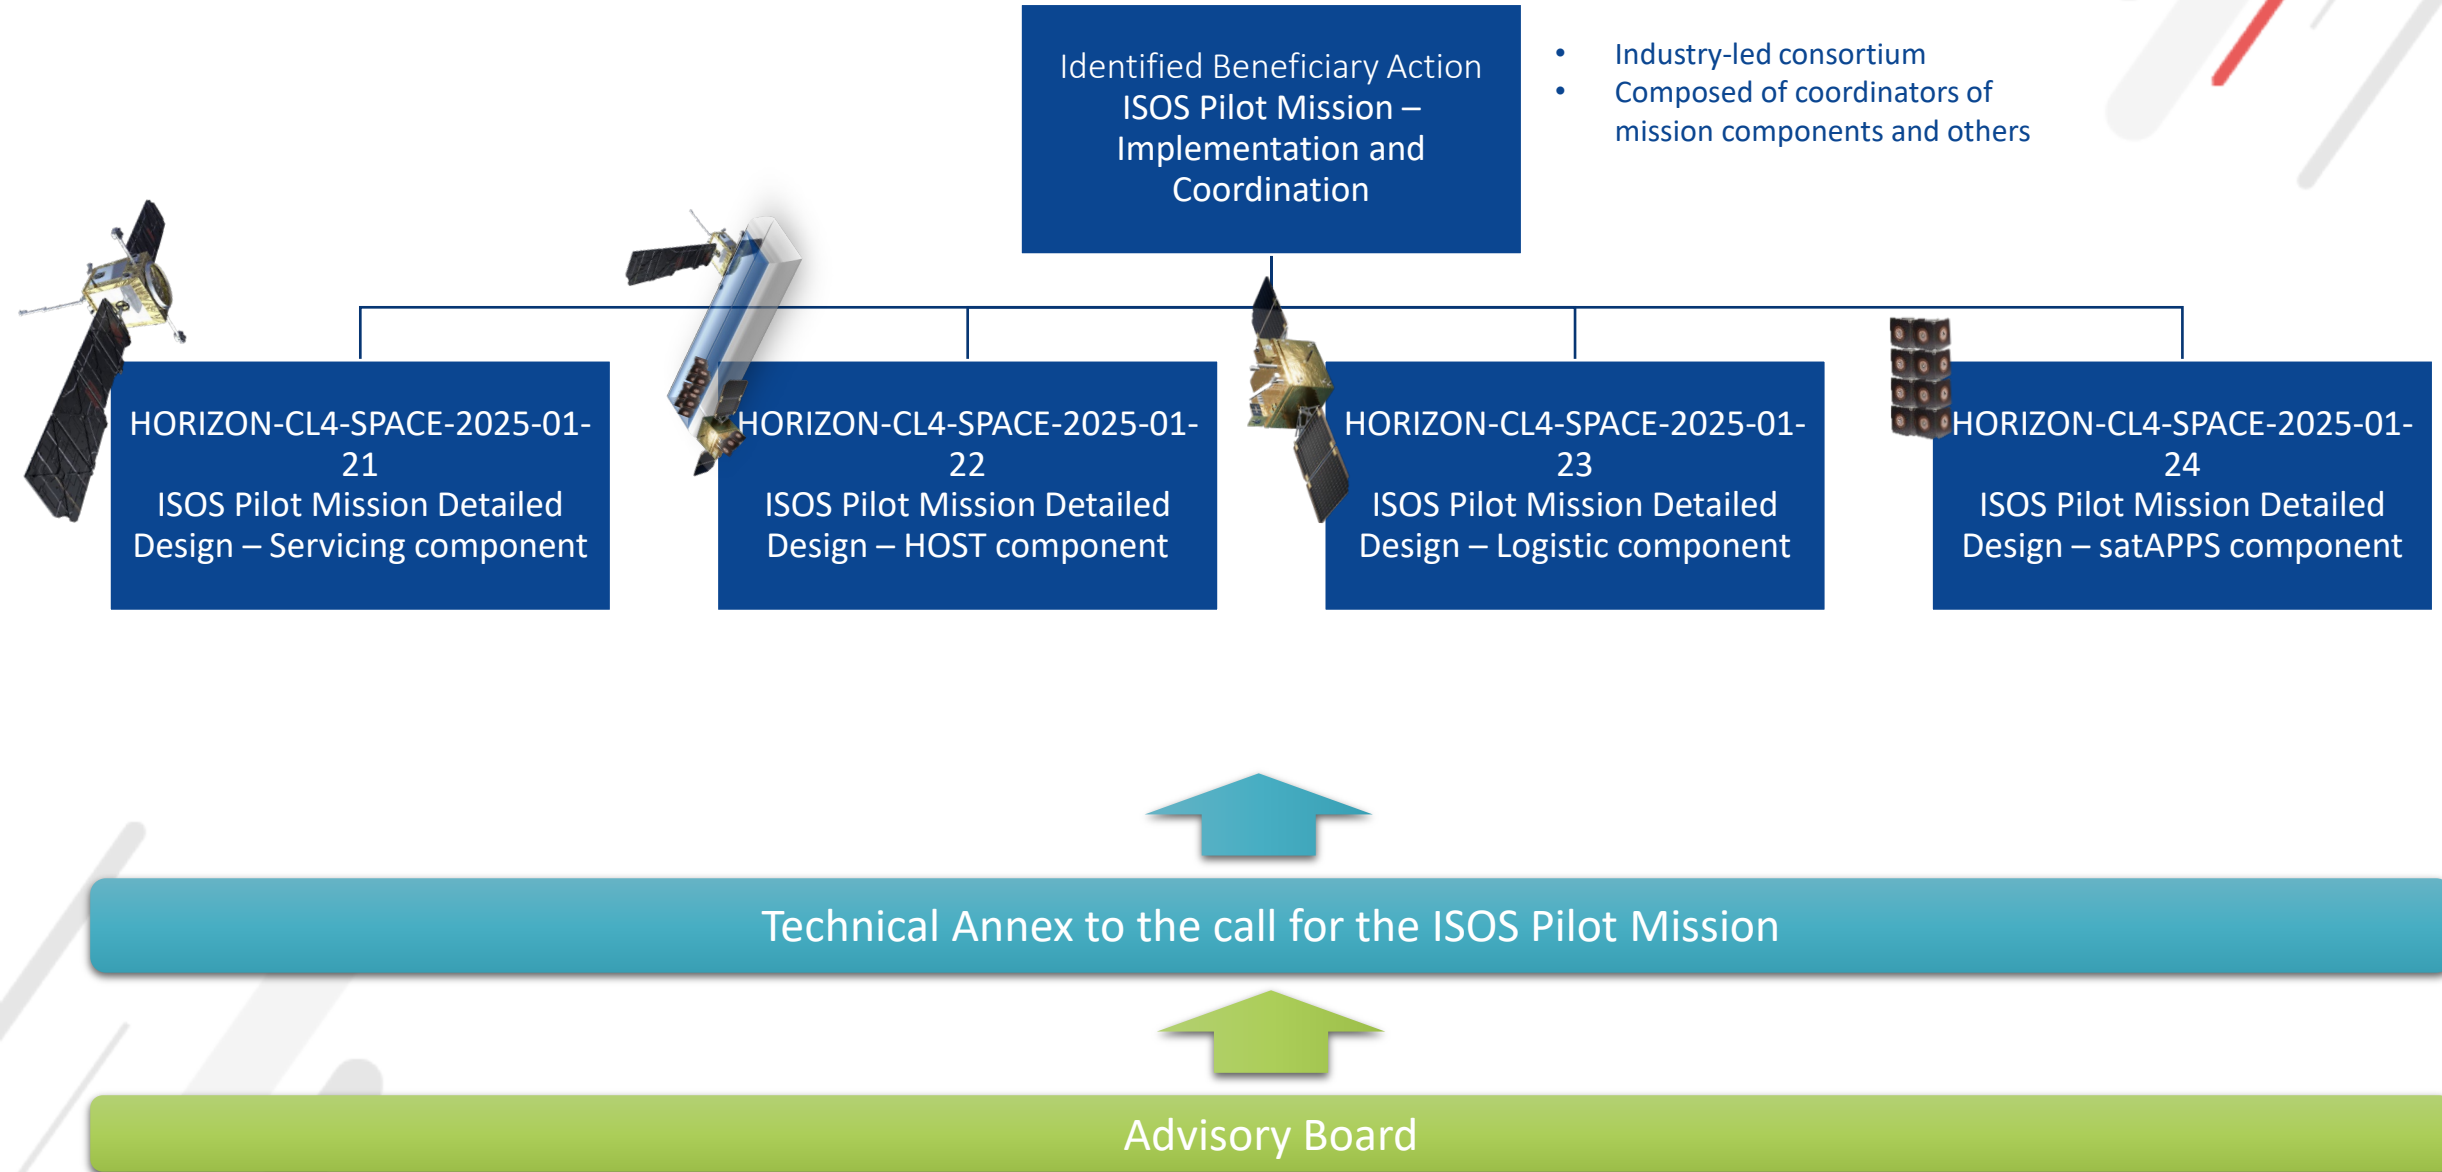 Identified Beneficiary Action
ISOS Pilot Mission –
Implementation and
Coordination
• Industry-led consortium
• Composed of coordinators of
mission components and others
HORIZON-CL4-SPACE-2025-01-
21
ISOS Pilot Mission Detailed
Design – Servicing component
HORIZON-CL4-SPACE-2025-01-
22
ISOS Pilot Mission Detailed
Design – HOST component
HORIZON-CL4-SPACE-2025-01-
23
ISOS Pilot Mission Detailed
Design – Logistic component
HORIZON-CL4-SPACE-2025-01-
24
ISOS Pilot Mission Detailed
Design – satAPPS component
Technical Annex to the call for the ISOS Pilot Mission
Advisory Board